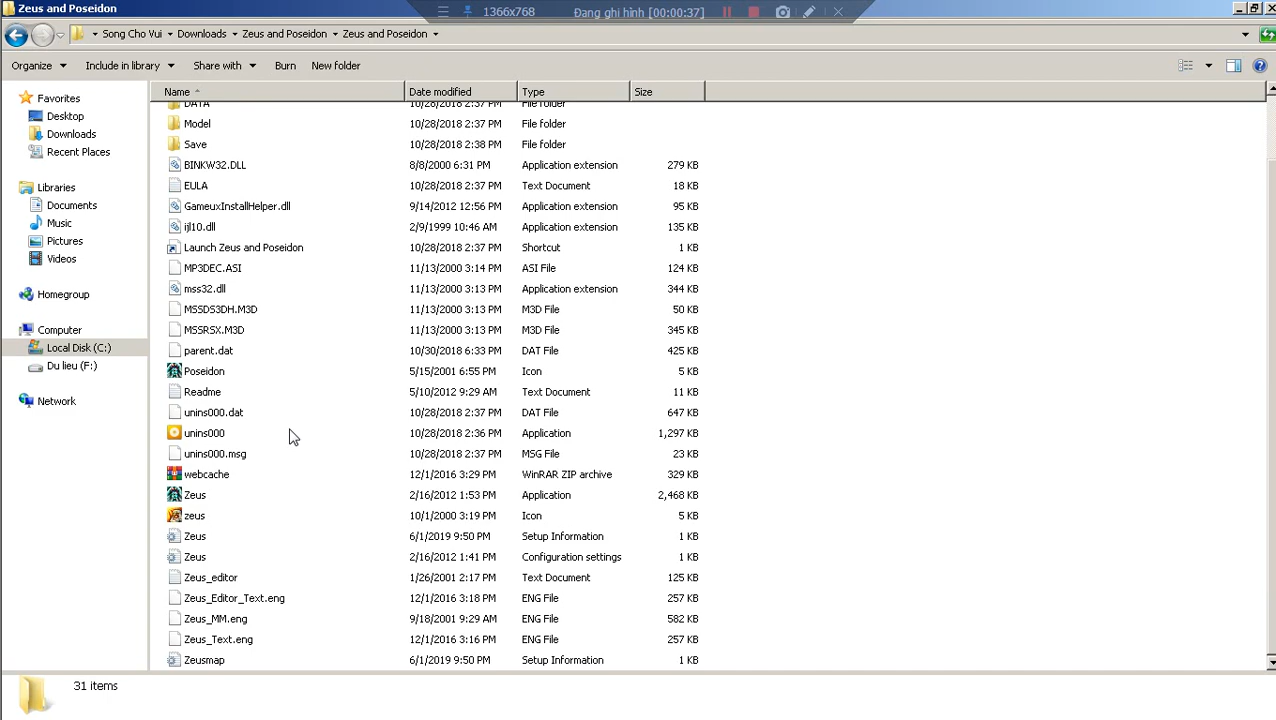 Zeus and Poseidon
1366x768 Đang ghi hình [00:00:37]
Song Cho Vui Downloads Zeus and Poseidon Zeus and Poseidon
Organize Include in library Share with Burn New folder
Name Date modified Type Size
Favorites
Desktop
Downloads
Recent Places
Libraries
Documents
Music
Pictures
Videos
Homegroup
Computer
Local Disk (C:)
Du lieu (F:)
Network
DATA 10/28/2018 2:37 PM File folder
Model 10/28/2018 2:37 PM File folder
Save 10/28/2018 2:38 PM File folder
BINKW32.DLL 8/8/2000 6:31 PM Application extension 279 KB
EULA 10/28/2018 2:37 PM Text Document 18 KB
GameuxInstallHelper.dll 9/14/2012 12:56 PM Application extension 95 KB
ijl10.dll 2/9/1999 10:46 AM Application extension 135 KB
Launch Zeus and Poseidon 10/28/2018 2:37 PM Shortcut 1 KB
MP3DEC.ASI 11/13/2000 3:14 PM ASI File 124 KB
mss32.dll 11/13/2000 3:13 PM Application extension 344 KB
MSSDS3DH.M3D 11/13/2000 3:13 PM M3D File 50 KB
MSSRSX.M3D 11/13/2000 3:13 PM M3D File 345 KB
parent.dat 10/30/2018 6:33 PM DAT File 425 KB
Poseidon 5/15/2001 6:55 PM Icon 5 KB
Readme 5/10/2012 9:29 AM Text Document 11 KB
unins000.dat 10/28/2018 2:37 PM DAT File 647 KB
unins000 10/28/2018 2:36 PM Application 1,297 KB
unins000.msg 10/28/2018 2:37 PM MSG File 23 KB
webcache 12/1/2016 3:29 PM WinRAR ZIP archive 329 KB
Zeus 2/16/2012 1:53 PM Application 2,468 KB
zeus 10/1/2000 3:19 PM Icon 5 KB
Zeus 6/1/2019 9:50 PM Setup Information 1 KB
Zeus 2/16/2012 1:41 PM Configuration settings 1 KB
Zeus_editor 1/26/2001 2:17 PM Text Document 125 KB
Zeus_Editor_Text.eng 12/1/2016 3:18 PM ENG File 257 KB
Zeus_MM.eng 9/18/2001 9:29 AM ENG File 582 KB
Zeus_Text.eng 12/1/2016 3:16 PM ENG File 257 KB
Zeusmap 6/1/2019 9:50 PM Setup Information 1 KB
31 items